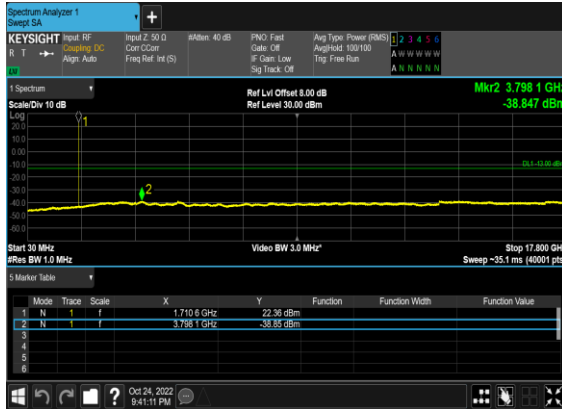 Spectrum Analyzer 1
Swept SA
+
KEYSIGHT Input: RF Input Z: 50 Ω #Atten: 40 dB PNO: Fast Avg Type: Power (RMS) 1 2 3 4 5 6
R T Coupling: DC Corr CCorr Gate: Off Avg|Hold: 100/100 A W W W W W
Align: Auto Freq Ref: Int (S) IF Gain: Low Trig: Free Run
LU Sig Track: Off A N N N N N
1 Spectrum Ref Lvl Offset 8.00 dB Mkr2 3.798 1 GHz
Scale/Div 10 dB Ref Level 30.00 dBm -38.847 dBm
Log
1
20.0
10.0
0.00
-10.0 DL1 -13.00 dBm
-20.0
-30.0 2
-40.0
-50.0
-60.0
Start 30 MHz Video BW 3.0 MHz* Stop 17.800 GHz
#Res BW 1.0 MHz Sweep ~35.1 ms (40001 pts)
5 Marker Table
Mode Trace Scale X Y Function Function Width Function Value
1 N 1 f 1.710 6 GHz 22.36 dBm
2 N 1 f 3.798 1 GHz -38.85 dBm
3
4
5
6
? Oct 24, 2022
9:41:11 PM